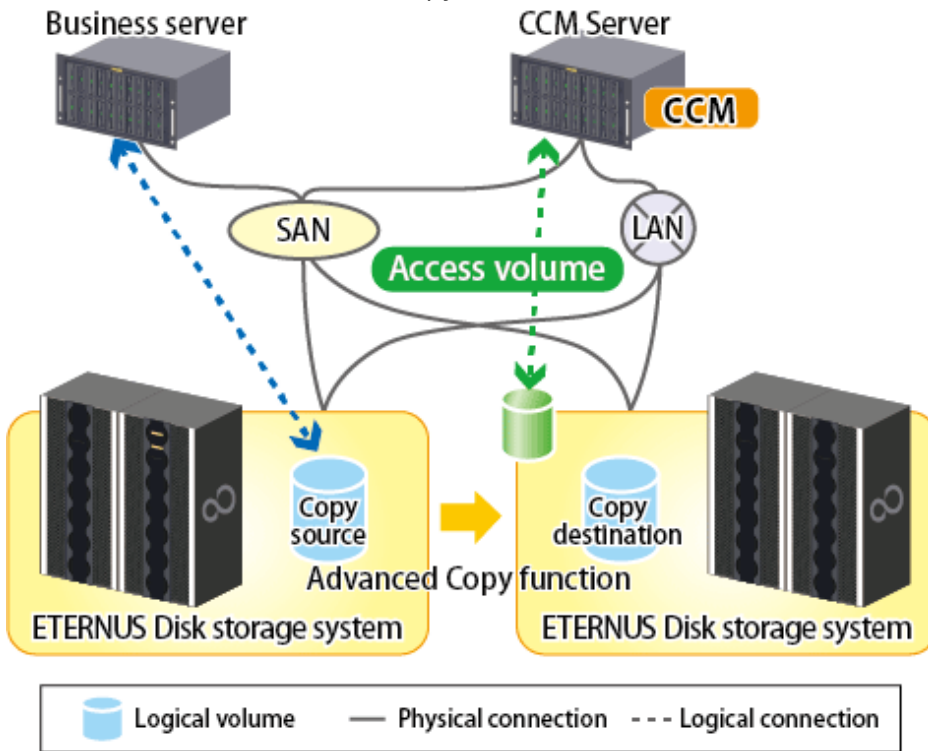 Business server
CCM Server
CCM
SAN
LAN
Access volume
Copy
source
Copy
destination
Advanced Copy function
ETERNUS Disk storage system
ETERNUS Disk storage system
Logical volume
Physical connection
Logical connection